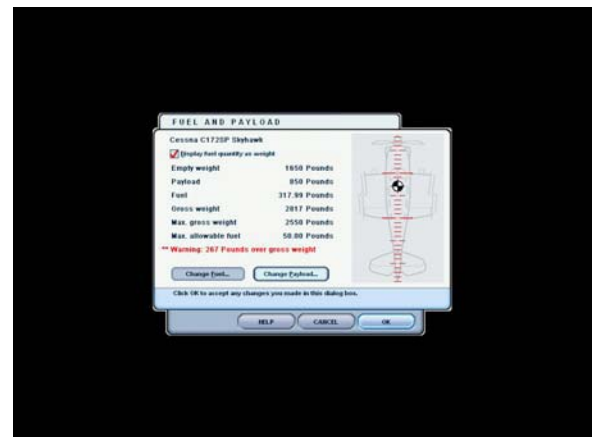 FUEL AND PAYLOAD
Cessna C172SP Skyhawk
Display fuel quantity as weight
Empty weight 1650 Pounds
Payload 850 Pounds
Fuel 317.99 Pounds
Gross weight 2817 Pounds
Max. gross weight 2550 Pounds
Max. allowable fuel 50.00 Pounds
** Warning: 267 Pounds over gross weight
Change Fuel... Change Payload...
Click OK to accept any changes you made in this dialog box.
HELP CANCEL OK